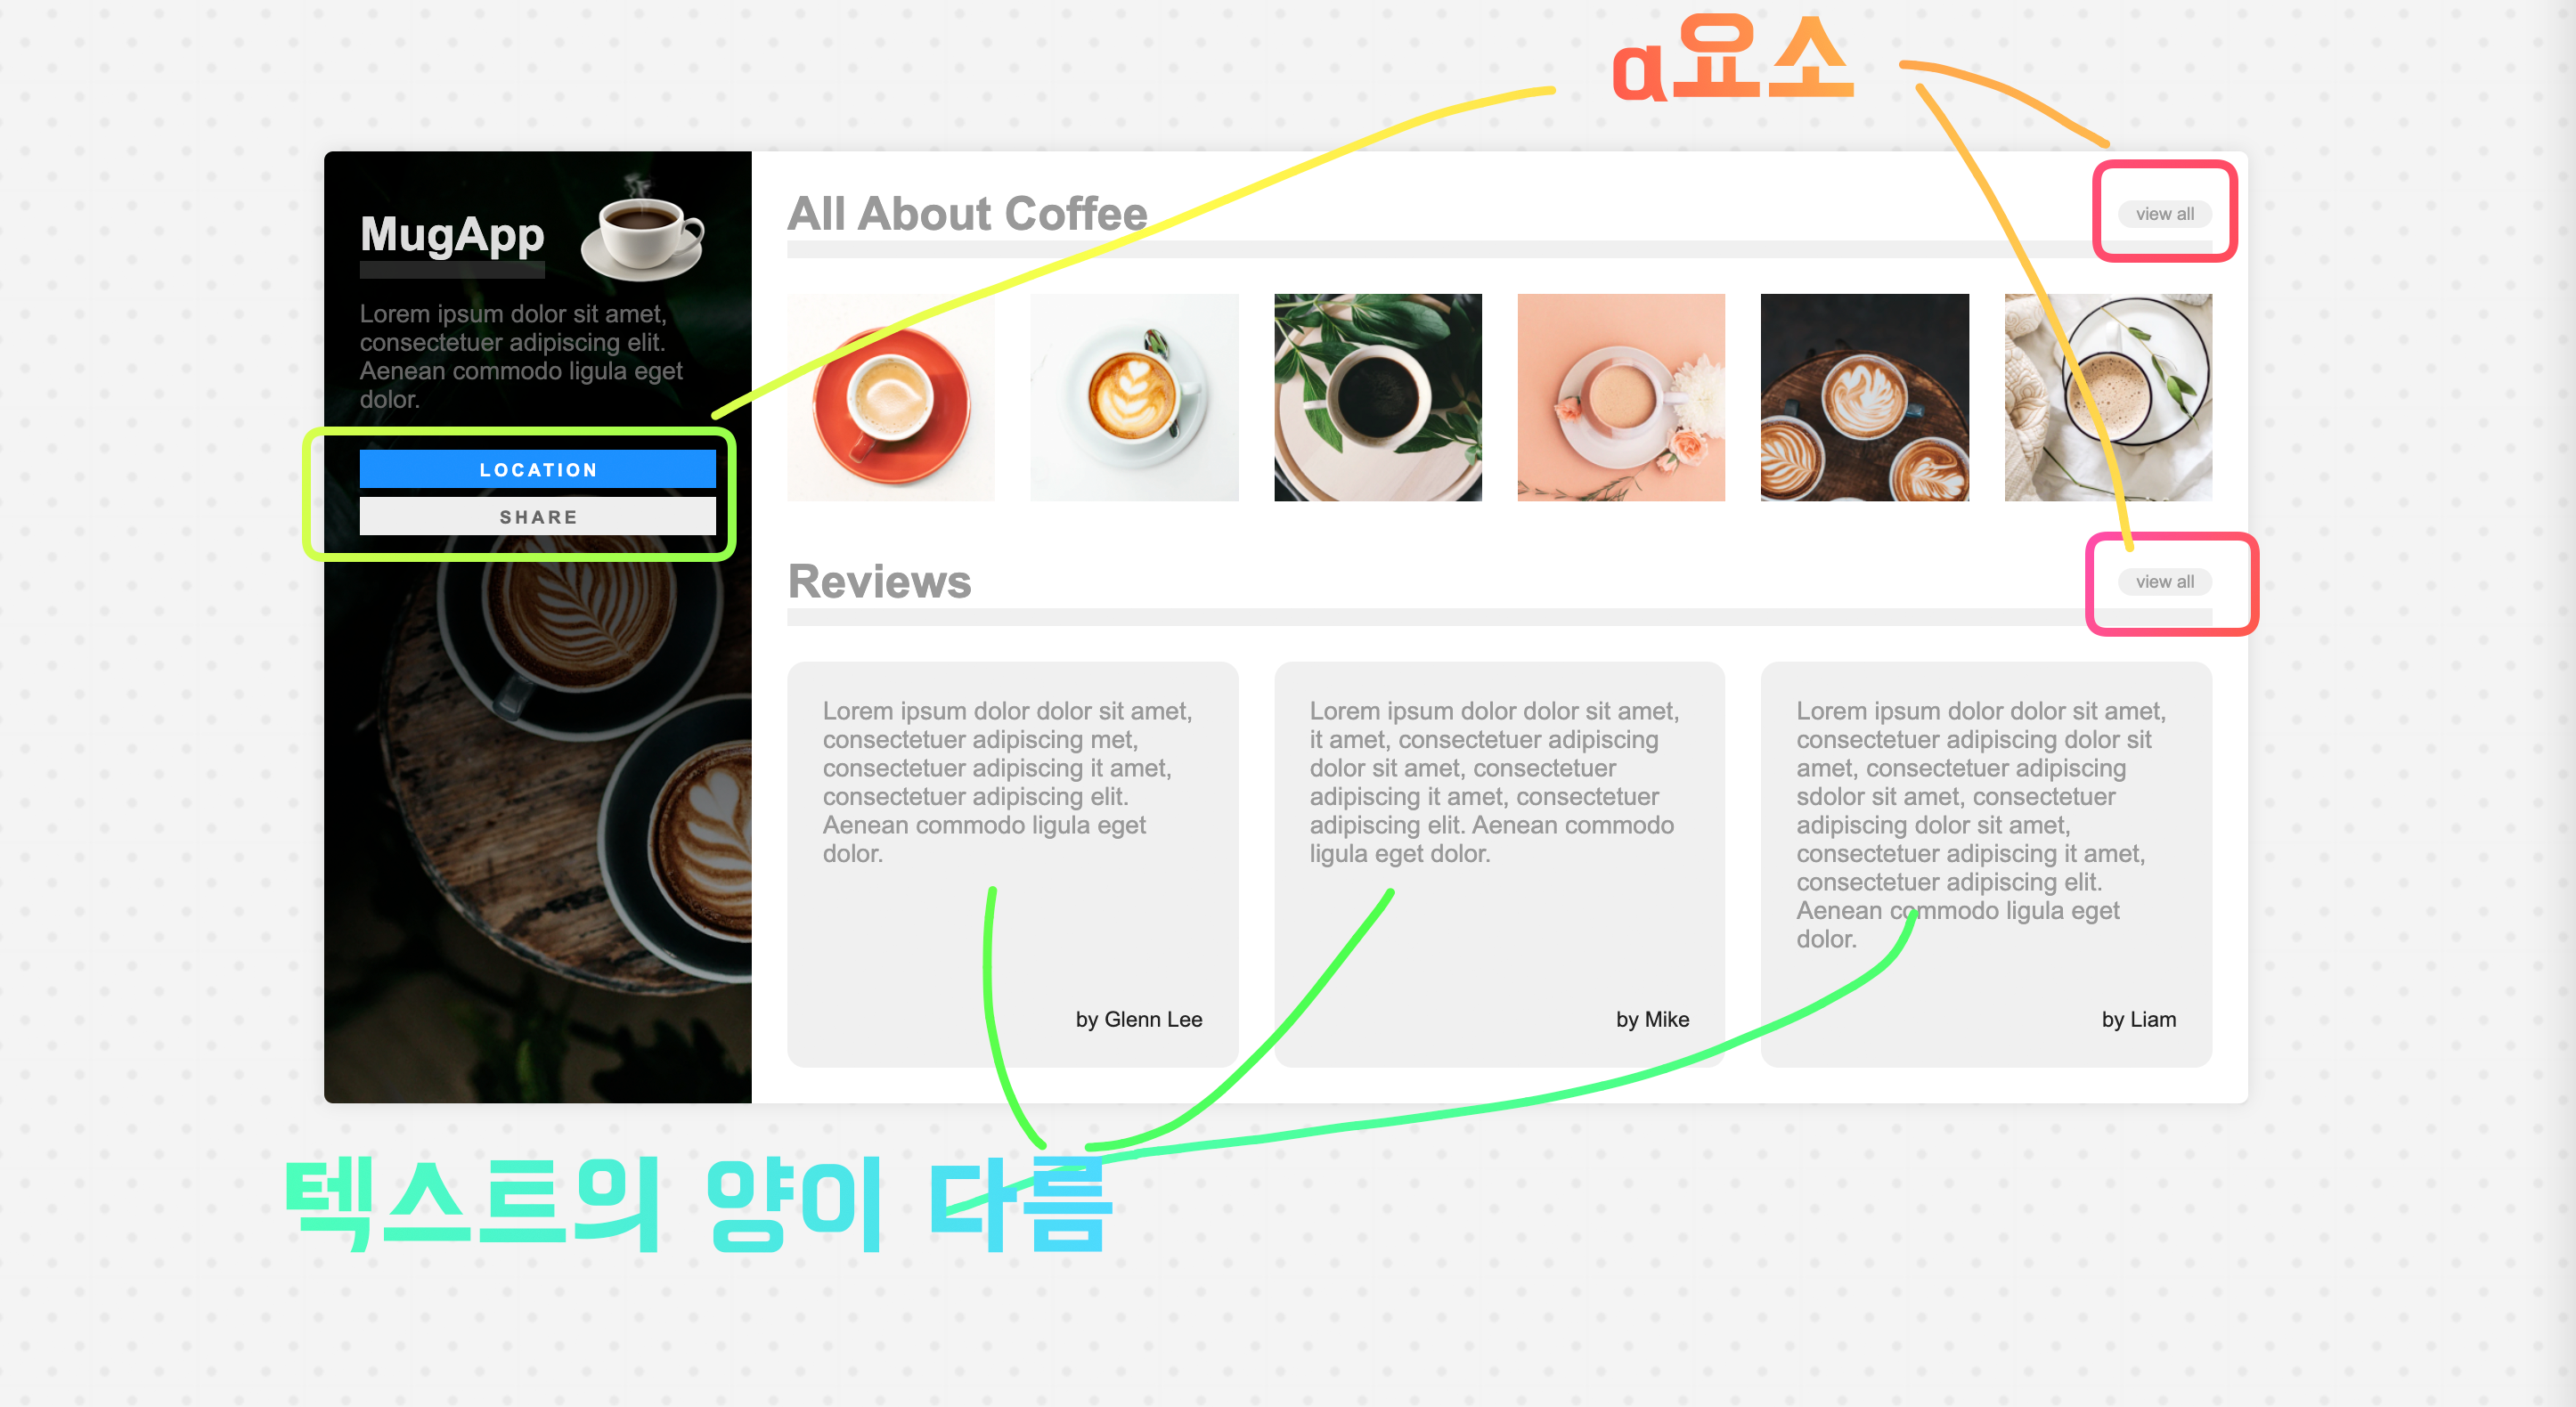 a요소
MugApp
Lorem ipsum dolor sit amet,
consectetuer adipiscing elit.
Aenean commodo ligula eget
dolor.
LOCATION
SHARE
All About Coffee
view all
Reviews
view all
Lorem ipsum dolor dolor sit amet,
consectetuer adipiscing met,
consectetuer adipiscing it amet,
consectetuer adipiscing elit.
Aenean commodo ligula eget
dolor.
by Glenn Lee
Lorem ipsum dolor dolor sit amet,
it amet, consectetuer adipiscing
dolor sit amet, consectetuer
adipiscing it amet, consectetuer
adipiscing elit. Aenean commodo
ligula eget dolor.
by Mike
Lorem ipsum dolor dolor sit amet,
consectetuer adipiscing dolor sit
amet, consectetuer adipiscing
sdolor sit amet, consectetuer
adipiscing dolor sit amet,
consectetuer adipiscing it amet,
consectetuer adipiscing elit.
Aenean commodo ligula eget
dolor.
by Liam
텍스트의 양이 다름